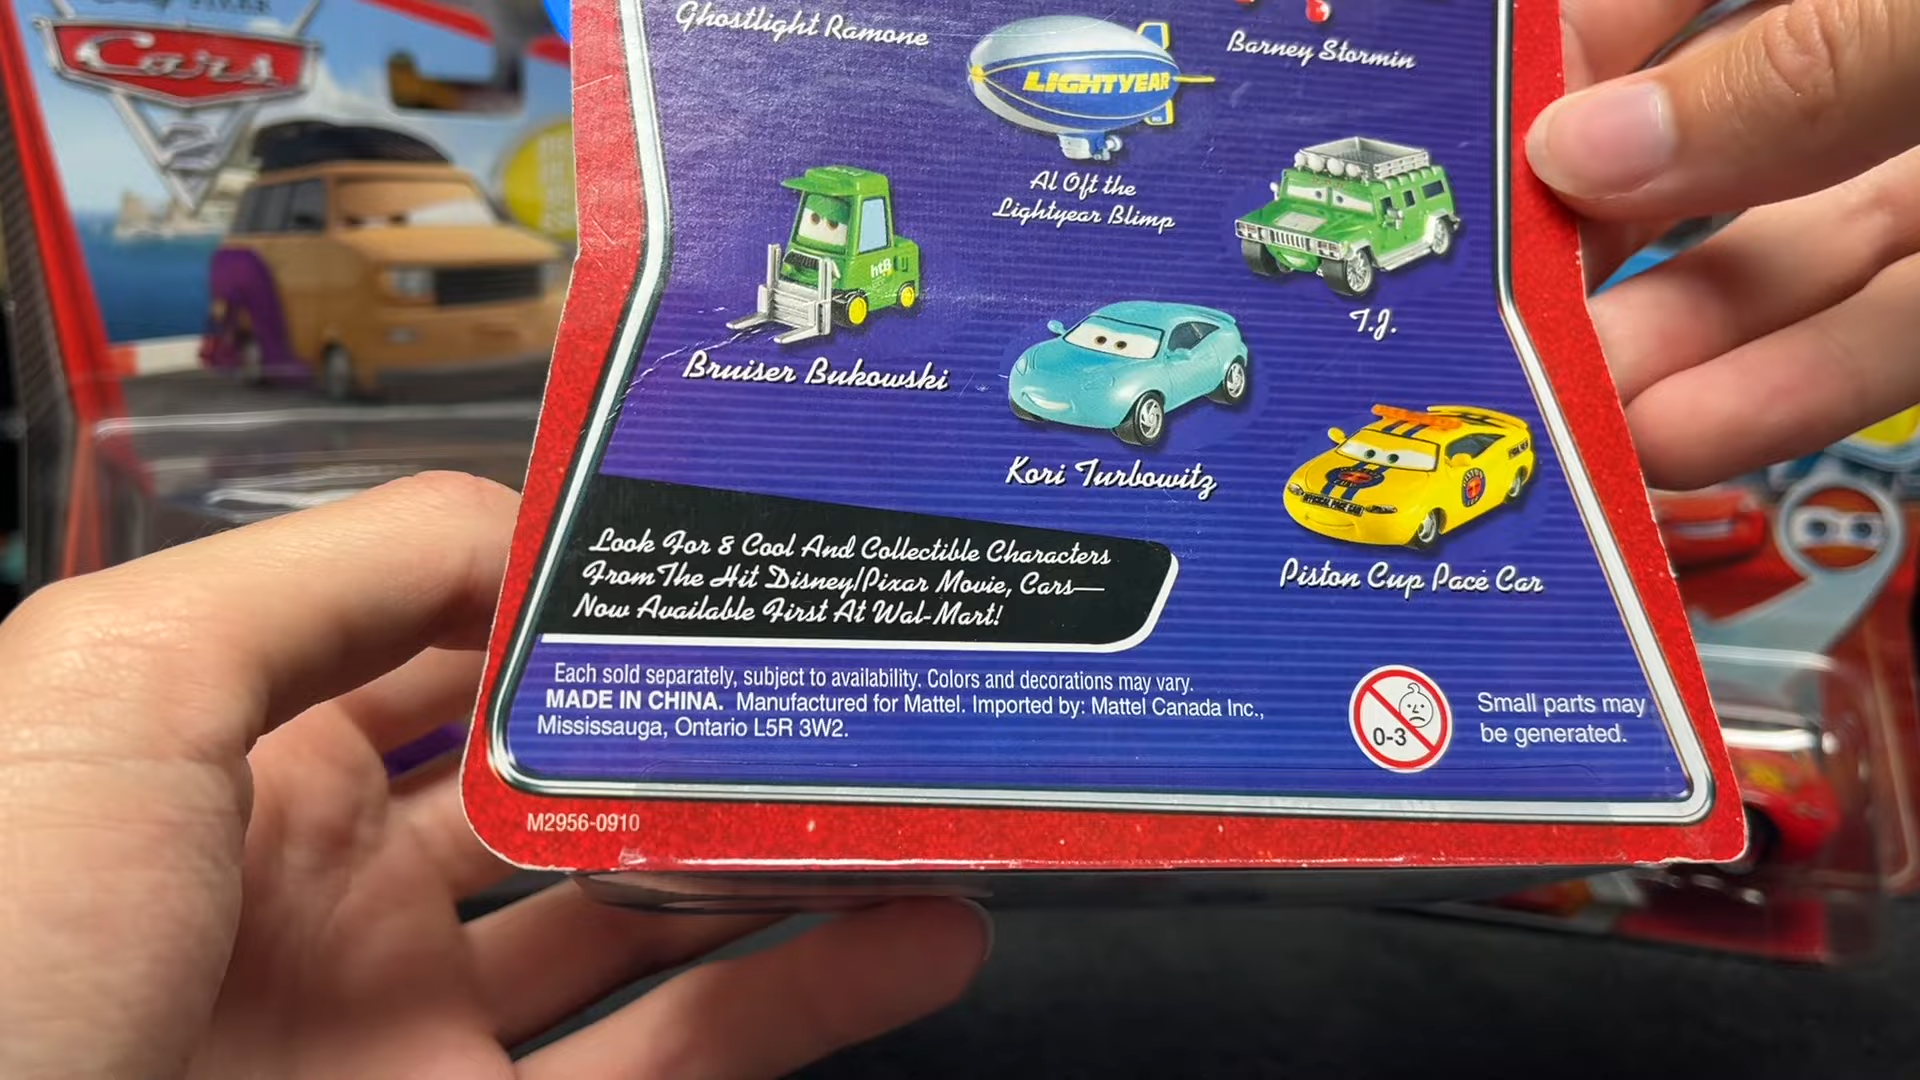 Cars
2
Ghostlight Ramone
Barney Stormin
LIGHTYEAR
Al Oft the
Lightyear Blimp
htB
T.J.
Bruiser Bukowski
Kori Turbowitz
Piston Cup Pace Car
Look For 8 Cool And Collectible Characters
From The Hit Disney/Pixar Movie, Cars—
Now Available First At Wal-Mart!
Each sold separately, subject to availability. Colors and decorations may vary.
MADE IN CHINA. Manufactured for Mattel. Imported by: Mattel Canada Inc.,
Mississauga, Ontario L5R 3W2.
0-3
Small parts may
be generated.
M2956-0910